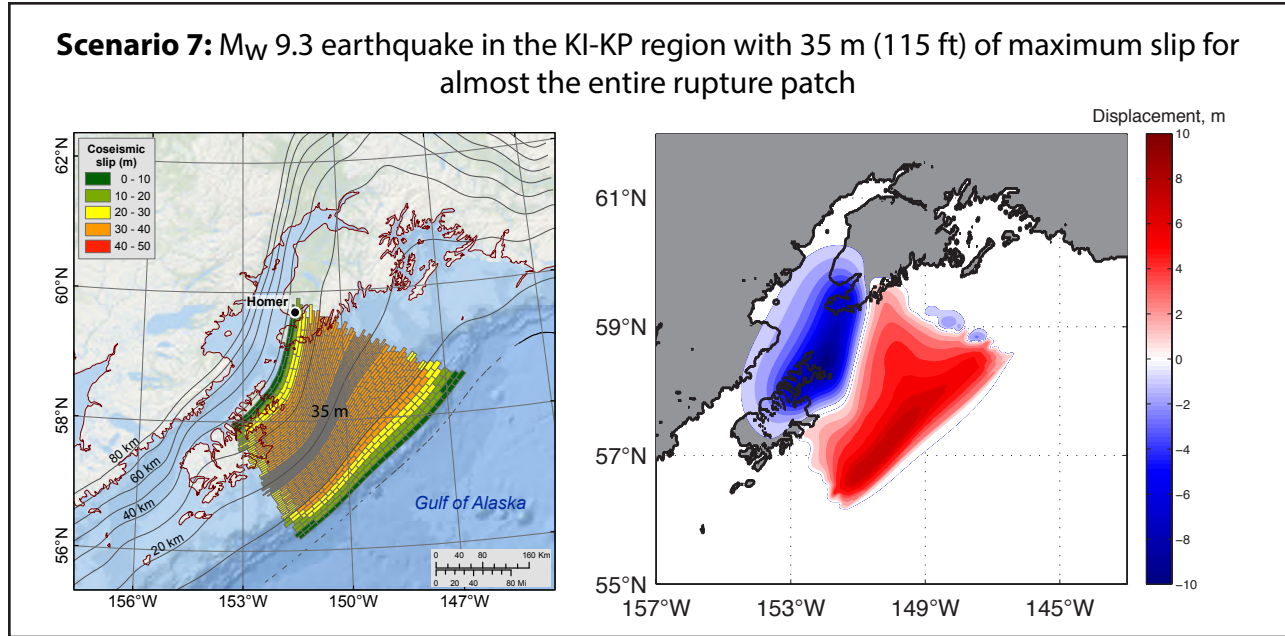 Scenario 7: MW 9.3 earthquake in the KI-KP region with 35 m (115 ft) of maximum slip for
almost the entire rupture patch
Coseismic
slip (m)
0 - 10
10 - 20
20 - 30
30 - 40
40 - 50
62°N
60°N
58°N
56°N
Homer
35 m
80 km
60 km
40 km
20 km
Gulf of Alaska
0 40 80 160 Km
0 20 40 80 Mi
156°W
153°W
150°W
147°W
Displacement, m
61°N
59°N
57°N
55°N
157°W
153°W
149°W
145°W
10
8
6
4
2
0
−2
−4
−6
−8
−10